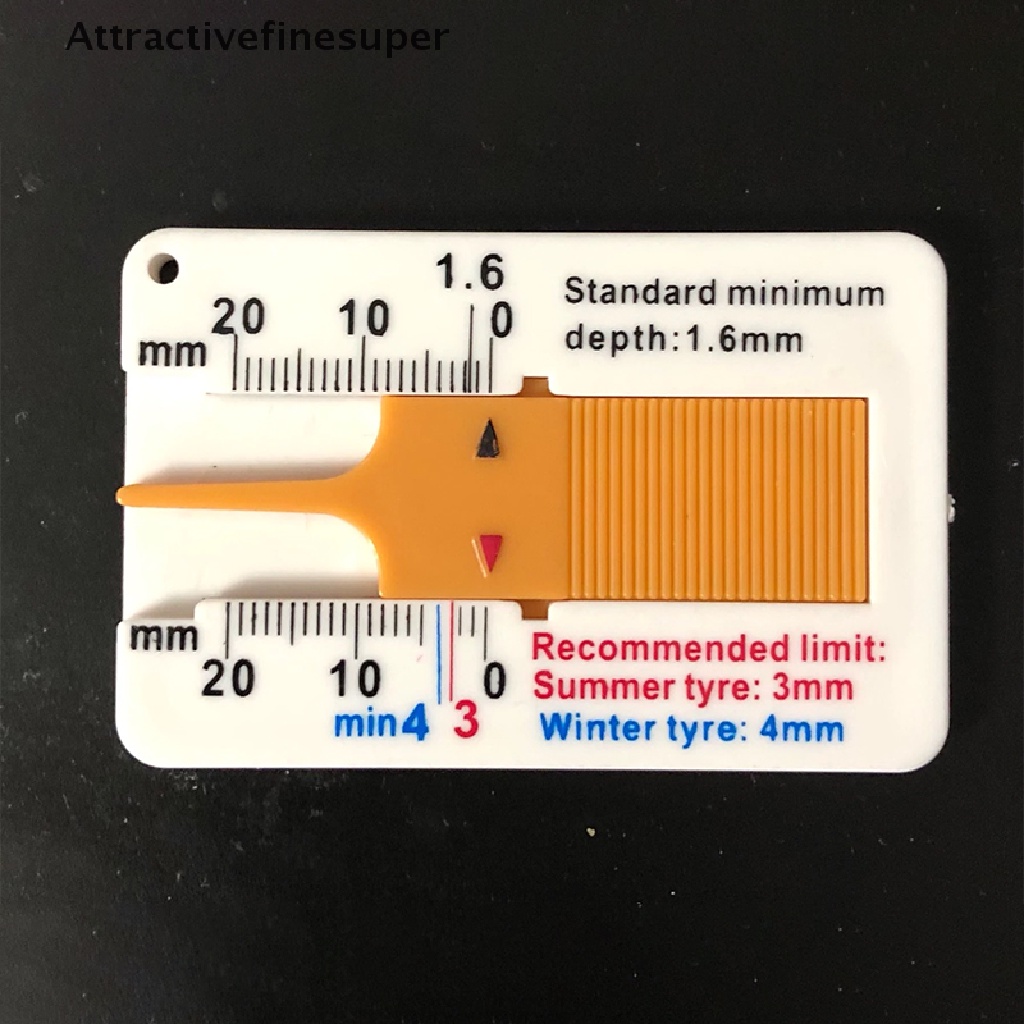 Attractivefinesuper
1.6
20 10 0
mm
Standard minimum
depth:1.6mm
mm
20 10 0
min4 3
Recommended limit:
Summer tyre: 3mm
Winter tyre: 4mm